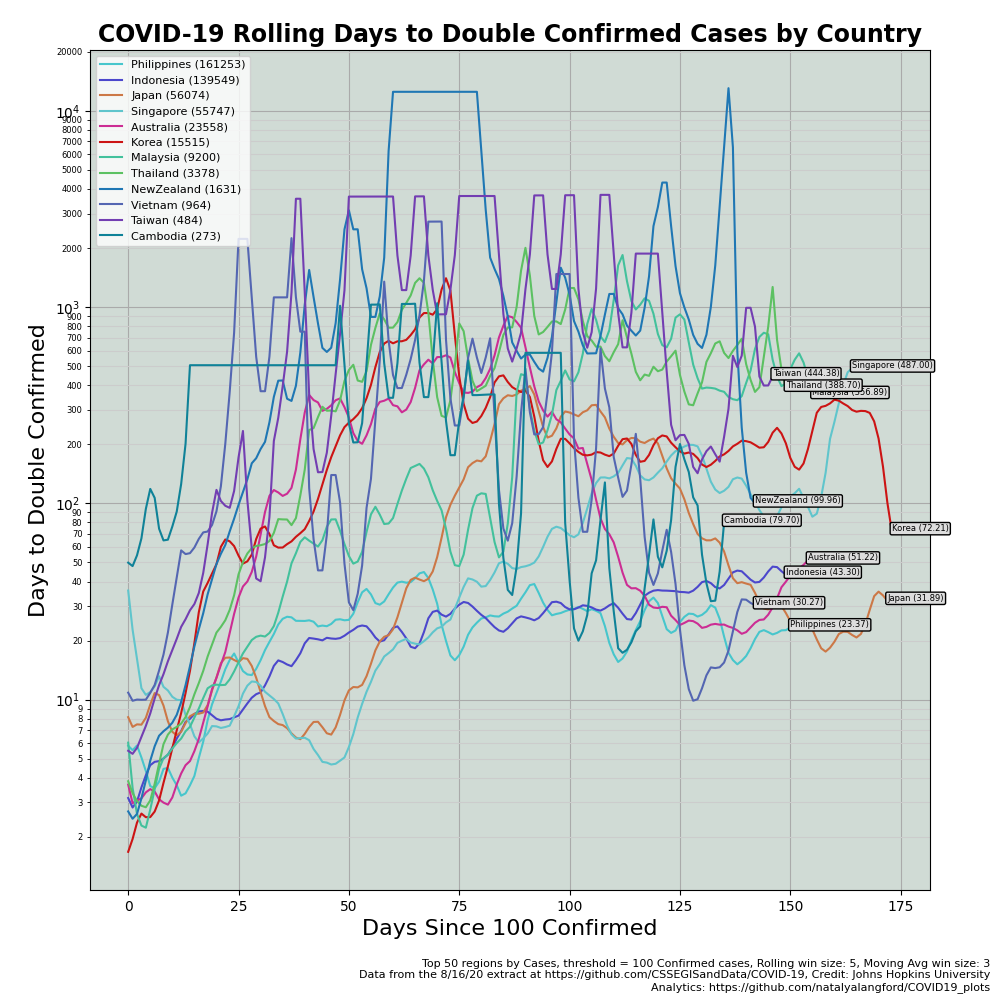 COVID-19 Rolling Days to Double Confirmed Cases by Country
Philippines (161253)
Indonesia (139549)
Japan (56074)
Singapore (55747)
Australia (23558)
Korea (15515)
Malaysia (9200)
Thailand (3378)
NewZealand (1631)
Vietnam (964)
Taiwan (484)
Cambodia (273)
Days to Double Confirmed
20000
10^4
9000
8000
7000
6000
5000
4000
3000
2000
10^3
900
800
700
600
500
400
300
200
10^2
90
80
70
60
50
40
30
20
10^1
9
8
7
6
5
4
3
2
Singapore (487.00)
Taiwan (444.38)
Thailand (388.70)
Malaysia (356.89)
NewZealand (99.96)
Cambodia (79.70)
Korea (72.21)
Australia (51.22)
Indonesia (43.30)
Japan (31.89)
Vietnam (30.27)
Philippines (23.37)
0 25 50 75 100 125 150 175
Days Since 100 Confirmed
Top 50 regions by Cases, threshold = 100 Confirmed cases, Rolling win size: 5, Moving Avg win size: 3
Data from the 8/16/20 extract at https://github.com/CSSEGISandData/COVID-19, Credit: Johns Hopkins University
Analytics: https://github.com/natalyalangford/COVID19_plots